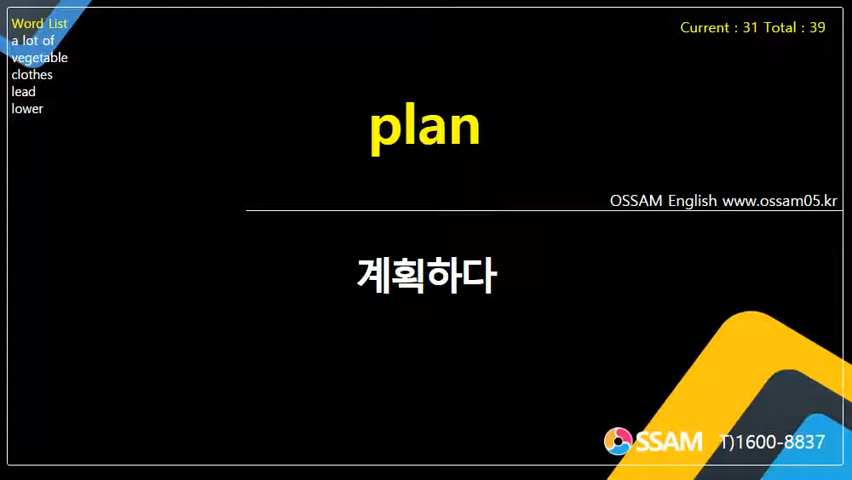 Word List
a lot of
vegetable
clothes
lead
lower
Current : 31 Total : 39
plan
OSSAM English www.ossam05.kr
계획하다
OSSAM T)1600-8837